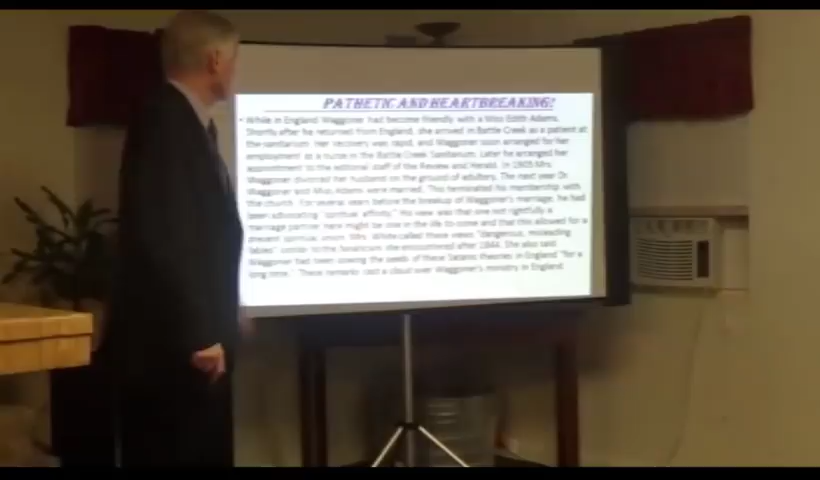 PATHETIC AND HEARTBREAKING!
• While in England Waggoner had become friendly with a Miss Edith Adams.
Shortly after he returned from England, she arrived in Battle Creek as a patient at
the sanitarium. Her recovery was rapid, and Waggoner soon arranged for her
employment as a nurse in the Battle Creek Sanitarium. Later he arranged her
appointment to the editorial staff of the Review and Herald. In 1905 Mrs.
Waggoner divorced her husband on the ground of adultery. The next year Dr.
Waggoner and Miss Adams were married. This terminated his membership with
the church. For several years before the breakup of Waggoner's marriage, he had
been advocating "spiritual affinity." His view was that one not rightfully a
marriage partner here might be one in the life to come and that this allowed for a
present spiritual union. Mrs. White called these views "dangerous, misleading
fables" similar to the fanaticism she encountered after 1844. She also said
Waggoner had been sowing the seeds of these Satanic theories in England "for a
long time." These remarks cast a cloud over Waggoner's ministry in England.